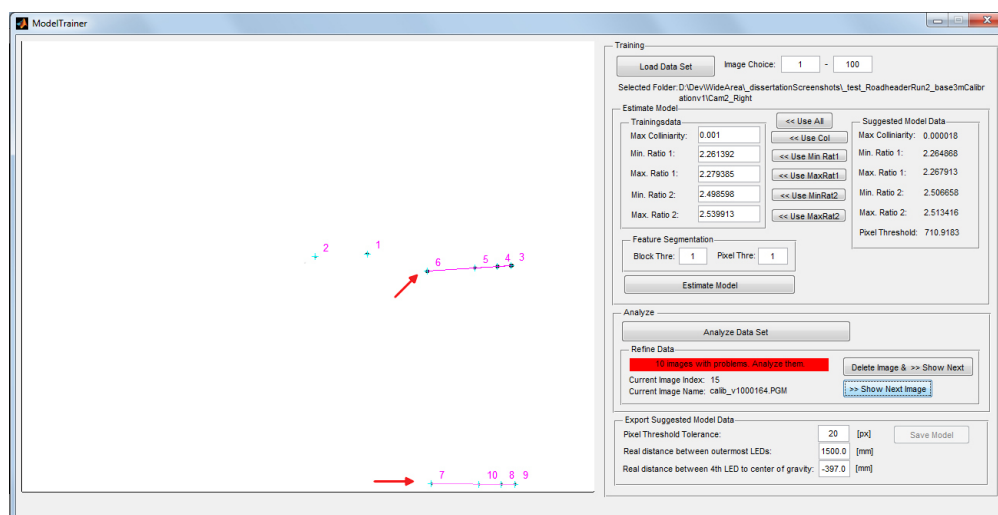 ModelTrainer
Training
Load Data Set Image Choice: 1 - 100
Selected Folder: D:\Dev\WideArea\_dissertationScreenshots\_test_RoadheaderRun2_base3mCalibr
ationv1\Cam2_Right
Estimate Model
Trainingsdata << Use All Suggested Model Data
Max Colliniarity: 0.001 << Use Col Max Colliniarity: 0.000018
Min. Ratio 1: 2.261392 << Use Min Rat1 Min. Ratio 1: 2.264868
Max. Ratio 1: 2.279385 << Use MaxRat1 Max. Ratio 1: 2.267913
Min. Ratio 2: 2.498598 << Use MinRat2 Min. Ratio 2: 2.506658
Max. Ratio 2: 2.539913 << Use MaxRat2 Max. Ratio 2: 2.513416
Pixel Threshold: 710.9183
Feature Segmentation
Block Thre: 1 Pixel Thre: 1
Estimate Model
2 1 6 5 4 3
Analyze
Analyze Data Set
Refine Data
10 images with problems. Analyze them. Delete Image & >> Show Next
Current Image Index: 15
Current Image Name: calib_v1000164.PGM >> Show Next Image
Export Suggested Model Data
Pixel Threshold Tolerance: 20 [px] Save Model
Real distance between outermost LEDs: 1500.0 [mm]
Real distance between 4th LED to center of gravity: -397.0 [mm]
7 10 8 9